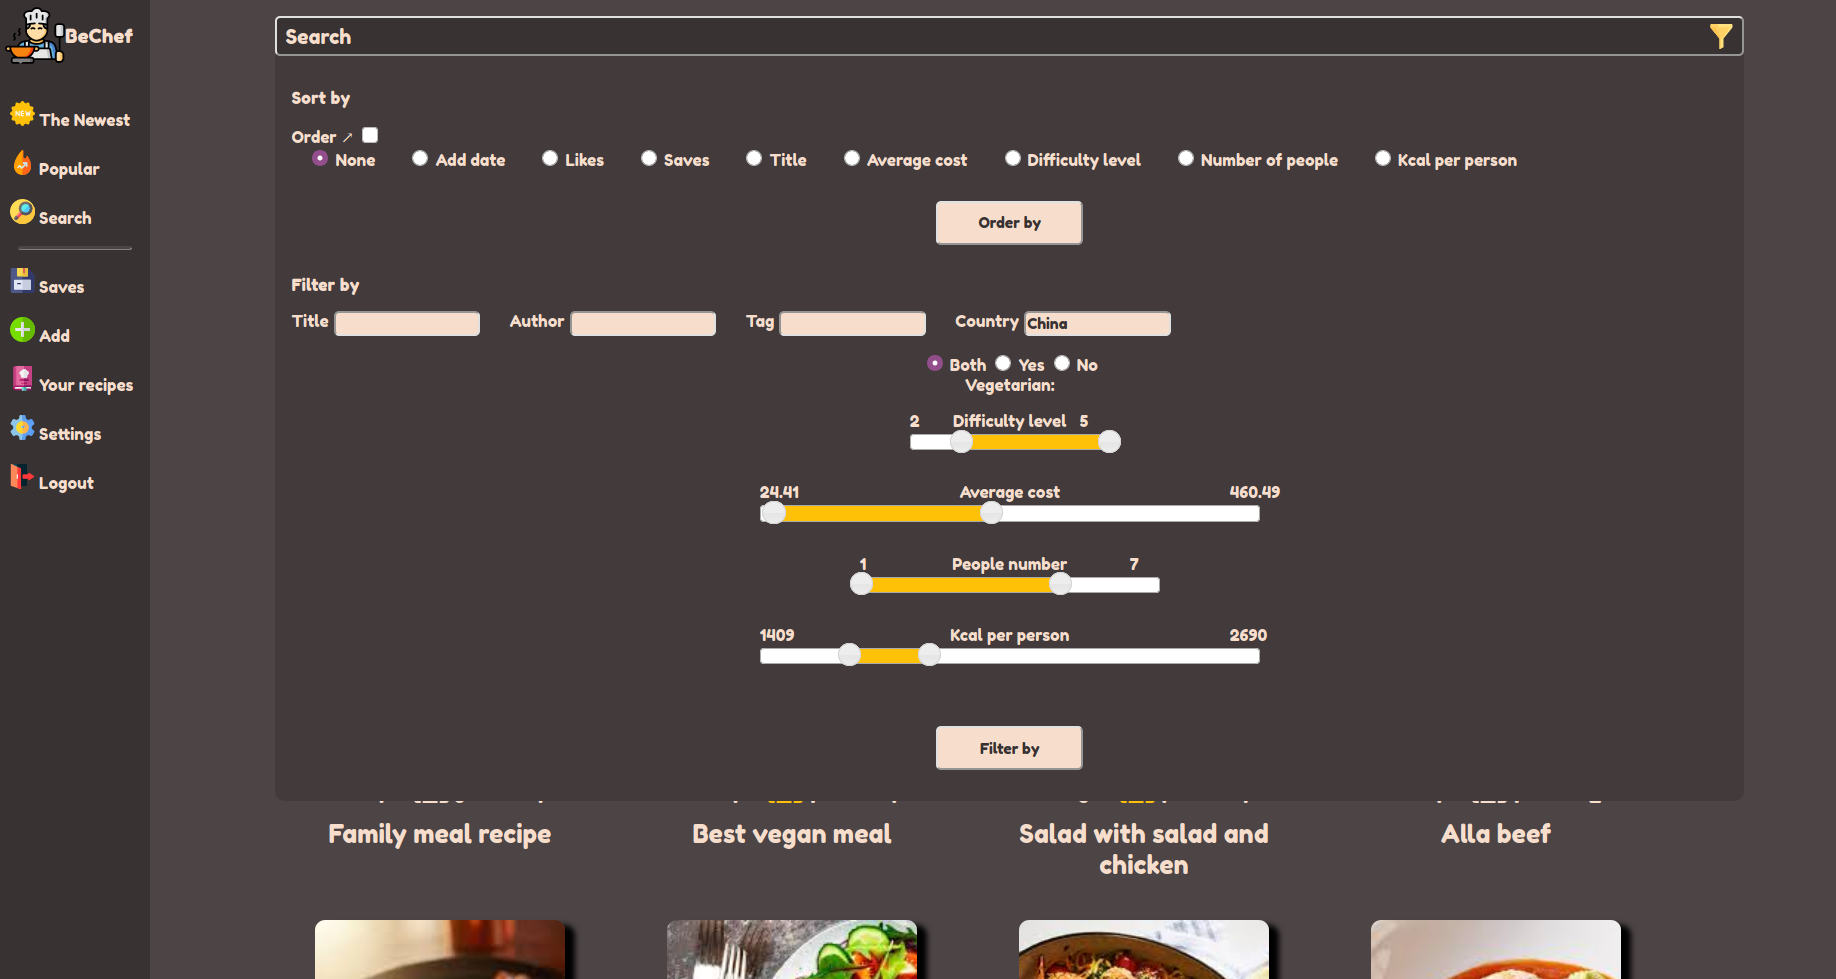 BeChef
The Newest
Popular
Search
Saves
Add
Your recipes
Settings
Logout
Search
Sort by
Order ↗
None Add date Likes Saves Title Average cost Difficulty level Number of people Kcal per person
Order by
Filter by
Title Author Tag Country China
Both Yes No
Vegetarian:
2 Difficulty level 5
24.41 Average cost 460.49
1 People number 7
1409 Kcal per person 2690
Filter by
Family meal recipe Best vegan meal Salad with salad and Alla beef
chicken